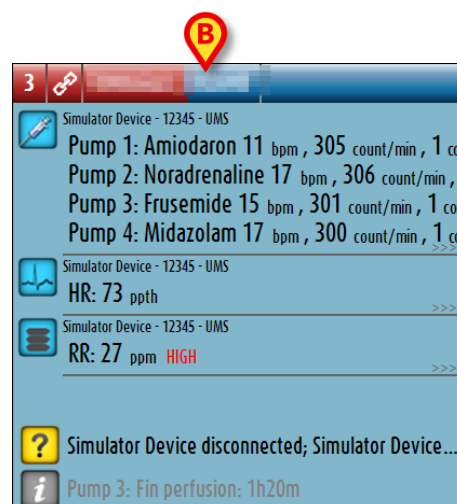 B
3
Simulator Device - 12345 - UMS
Pump 1: Amiodaron 11 bpm , 305 count/min , 1
Pump 2: Noradrenaline 17 bpm , 306 count/min ,
Pump 3: Frusemide 15 bpm , 301 count/min , 1
Pump 4: Midazolam 17 bpm , 300 count/min , 1
>>>
Simulator Device - 12345 - UMS
HR: 73 ppth
>>>
Simulator Device - 12345 - UMS
RR: 27 ppm HIGH
>>>
? Simulator Device disconnected; Simulator Device...
i Pump 3: Fin perfusion: 1h20m